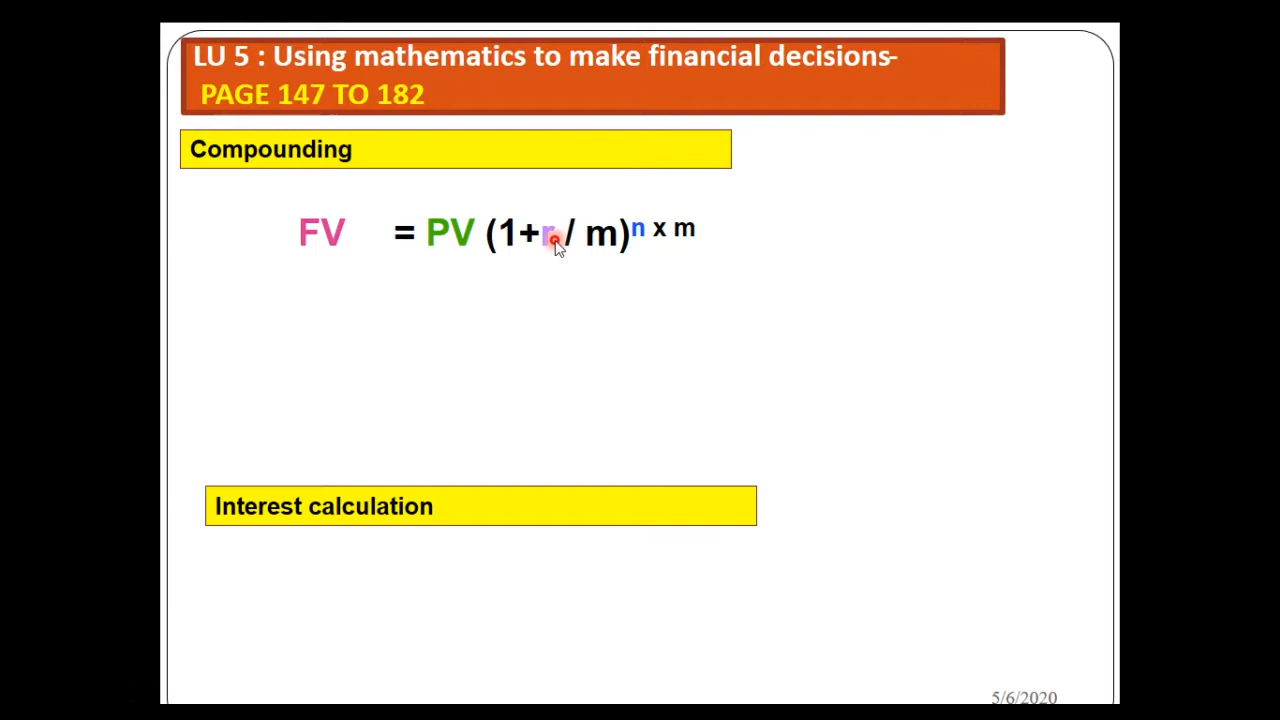 LU 5 : Using mathematics to make financial decisions-
PAGE 147 TO 182
Compounding
FV = PV (1+r / m)n x m
Interest calculation
5/6/2020